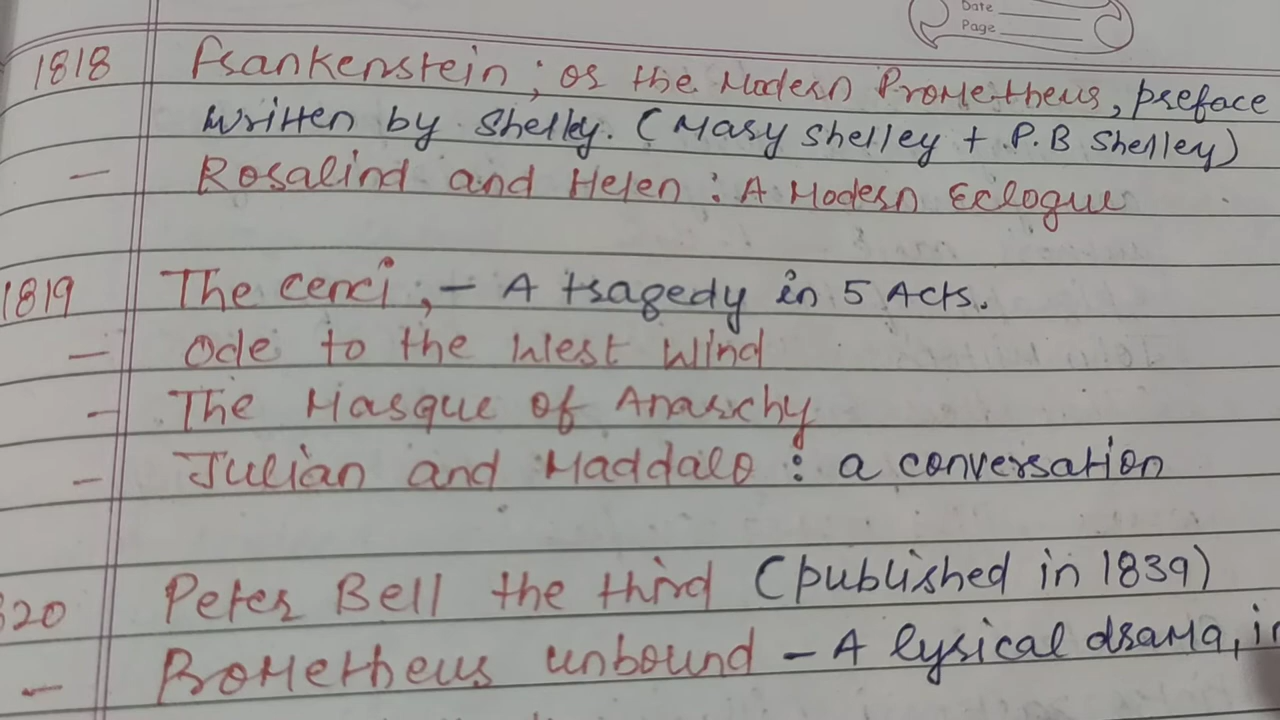 Date
Page
1818 Frankenstein; or the Modern Prometheus, preface
written by Shelley. (Mary Shelley + P.B Shelley)
— Rosalind and Helen : A Modern Eclogue
1819 The Cenci, - A tragedy in 5 Acts.
— Ode to the West Wind
— The Masque of Anarchy
— Julian and Maddalo : a conversation
320 Peter Bell the third (published in 1839)
— Prometheus unbound - A lyrical drama, in